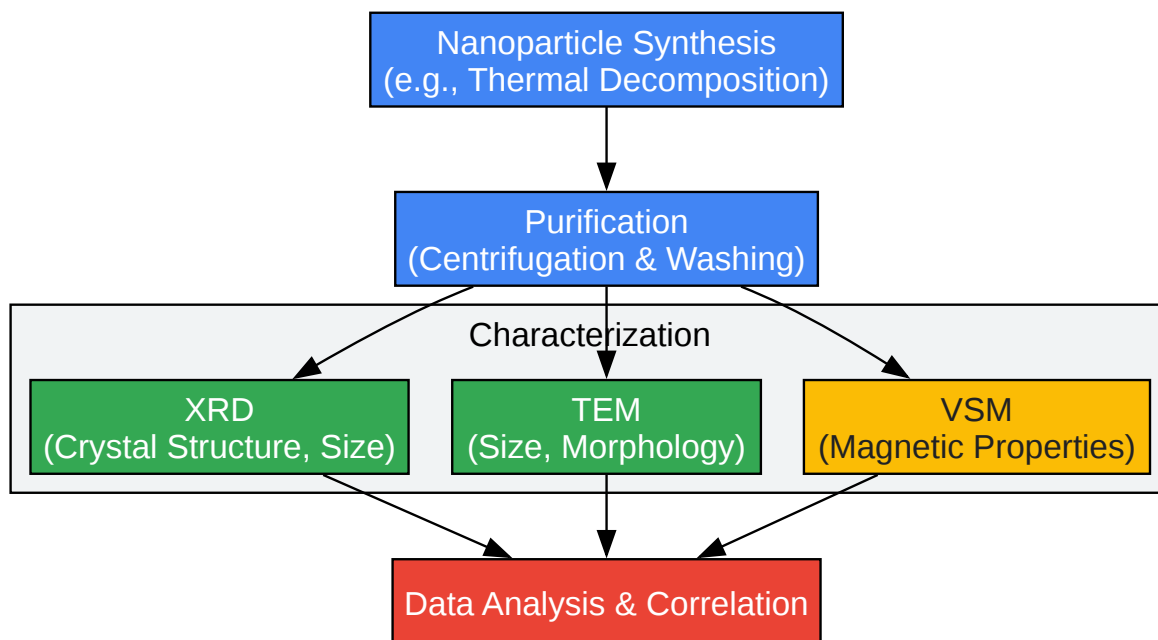 Nanoparticle Synthesis
(e.g., Thermal Decomposition)
Purification
(Centrifugation & Washing)
Characterization
XRD
(Crystal Structure, Size)
TEM
(Size, Morphology)
VSM
(Magnetic Properties)
Data Analysis & Correlation